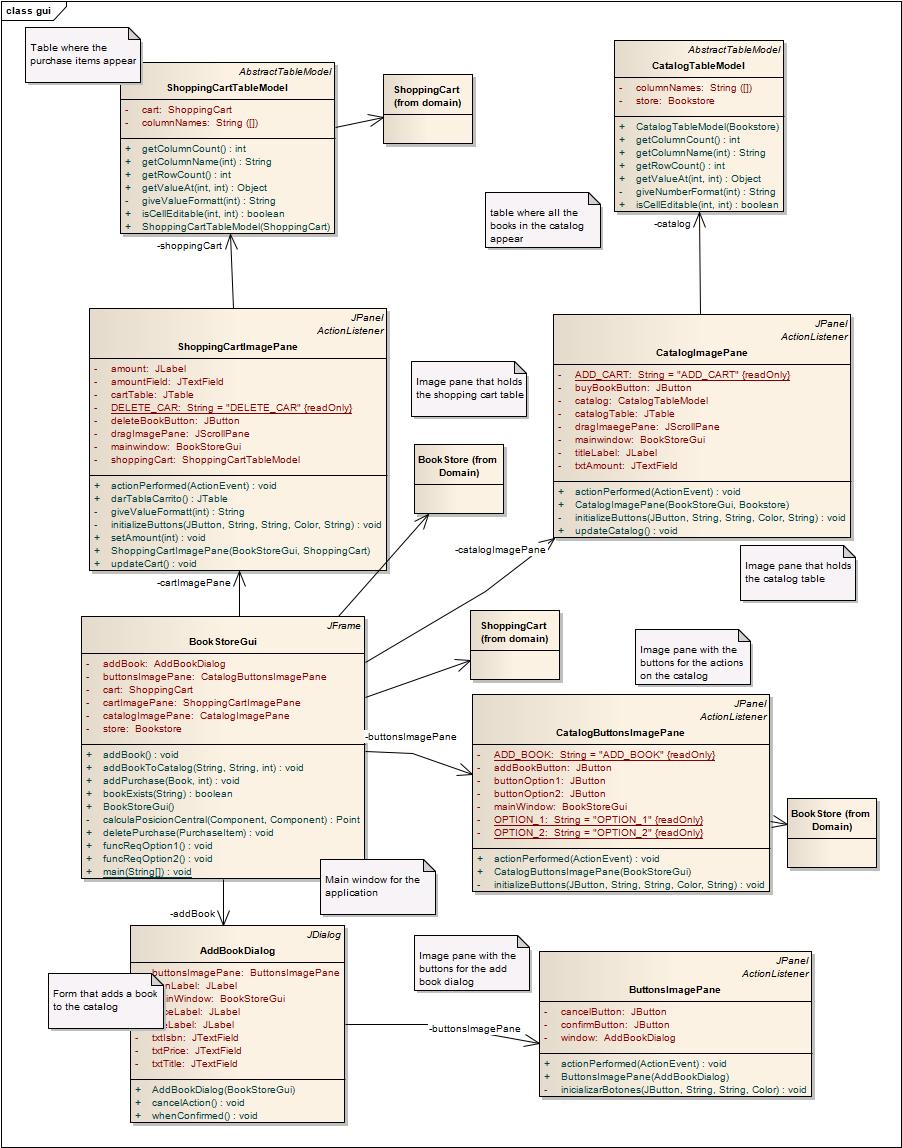 class gui
Table where the
purchase items appear
AbstractTableModel
ShoppingCartTableModel
- cart: ShoppingCart
- columnNames: String ([])
+ getColumnCount() : int
+ getColumnName(int) : String
+ getRowCount() : int
+ getValueAt(int, int) : Object
- giveValueFormatt(int) : String
+ isCellEditable(int, int) : boolean
+ ShoppingCartTableModel(ShoppingCart)
ShoppingCart
(from domain)
AbstractTableModel
CatalogTableModel
- columnNames: String ([])
- store: Bookstore
+ CatalogTableModel(Bookstore)
+ getColumnCount() : int
+ getColumnName(int) : String
+ getRowCount() : int
+ getValueAt(int, int) : Object
- giveNumberFormat(int) : String
+ isCellEditable(int, int) : boolean
table where all the
books in the catalog
appear
-shoppingCart
-catalog
JPanel
ActionListener
ShoppingCartImagePane
- amount: JLabel
- amountField: JTextField
- cartTable: JTable
- DELETE_CAR: String = "DELETE_CAR" {readOnly}
- deleteBookButton: JButton
- dragImagePane: JScrollPane
- mainwindow: BookStoreGui
- shoppingCart: ShoppingCartTableModel
+ actionPerformed(ActionEvent) : void
+ darTablaCarrito() : JTable
- giveValueFormatt(int) : String
- initializeButtons(JButton, String, String, Color, String) : void
+ setAmount(int) : void
+ ShoppingCartImagePane(BookStoreGui, ShoppingCart)
+ updateCart() : void
Image pane that holds
the shopping cart table
BookStore (from
Domain)
JPanel
ActionListener
CatalogImagePane
- ADD_CART: String = "ADD_CART" {readOnly}
- buyBookButton: JButton
- catalog: CatalogTableModel
- catalogTable: JTable
- dragImaegePane: JScrollPane
- mainwindow: BookStoreGui
- titleLabel: JLabel
- txtAmount: JTextField
+ actionPerformed(ActionEvent) : void
+ CatalogImagePane(BookStoreGui, Bookstore)
- initializeButtons(JButton, String, String, Color, String) : void
+ updateCatalog() : void
-catalogImagePane
Image pane that holds
the catalog table
-cartImagePane
JFrame
BookStoreGui
- addBook: AddBookDialog
- buttonsImagePane: CatalogButtonsImagePane
- cart: ShoppingCart
- cartImagePane: ShoppingCartImagePane
- catalogImagePane: CatalogImagePane
- store: Bookstore
+ addBook() : void
+ addBookToCatalog(String, String, int) : void
+ addPurchase(Book, int) : void
+ bookExists(String) : boolean
+ BookStoreGui()
- calculaPosicionCentral(Component, Component) : Point
+ deletePurchase(PurchaseItem) : void
+ funcReqOption1() : void
+ funcReqOption2() : void
+ main(String[]) : void
ShoppingCart
(from domain)
Image pane with the
buttons for the actions
on the catalog
-buttonsImagePane
JPanel
ActionListener
CatalogButtonsImagePane
- ADD_BOOK: String = "ADD_BOOK" {readOnly}
- addBookButton: JButton
- buttonOption1: JButton
- buttonOption2: JButton
- mainWindow: BookStoreGui
- OPTION_1: String = "OPTION_1" {readOnly}
- OPTION_2: String = "OPTION_2" {readOnly}
+ actionPerformed(ActionEvent) : void
+ CatalogButtonsImagePane(BookStoreGui)
- initializeButtons(JButton, String, String, Color, String) : void
BookStore (from
Domain)
Main window for the
application
-addBook
JDialog
AddBookDialog
buttonsImagePane: ButtonsImagePane
JLabel
BookStoreGui
JLabel
JLabel
- txtIsbn: JTextField
- txtPrice: JTextField
- txtTitle: JTextField
+ AddBookDialog(BookStoreGui)
+ cancelAction() : void
+ whenConfirmed() : void
Form that adds a book
to the catalog
Image pane with the
buttons for the add
book dialog
-buttonsImagePane
JPanel
ActionListener
ButtonsImagePane
- cancelButton: JButton
- confirmButton: JButton
- window: AddBookDialog
+ actionPerformed(ActionEvent) : void
+ ButtonsImagePane(AddBookDialog)
- inicializarBotones(JButton, String, String, Color) : void